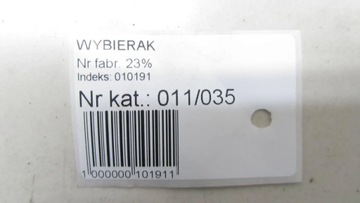 WYBIERAK
Nr fabr. 23%
Indeks: 010191
Nr kat.: 011/035
1 000000 101911